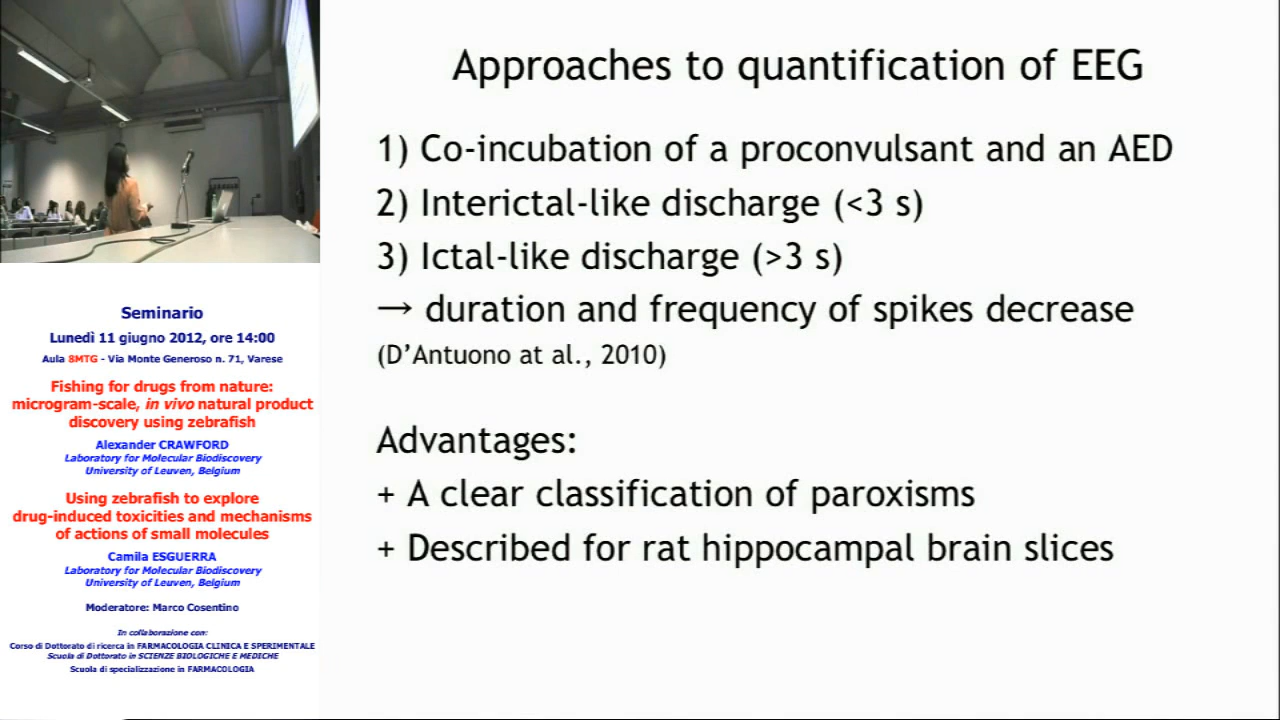 Seminario
Lunedì 11 giugno 2012, ore 14:00
Aula 8MTG - Via Monte Generoso n. 71, Varese
Fishing for drugs from nature:
microgram-scale, in vivo natural product
discovery using zebrafish
Alexander CRAWFORD
Laboratory for Molecular Biodiscovery
University of Leuven, Belgium
Using zebrafish to explore
drug-induced toxicities and mechanisms
of actions of small molecules
Camila ESGUERRA
Laboratory for Molecular Biodiscovery
University of Leuven, Belgium
Moderatore: Marco Cosentino
In collaborazione con:
Corso di Dottorato di ricerca in FARMACOLOGIA CLINICA E SPERIMENTALE
Scuola di Dottorato in SCIENZE BIOLOGICHE E MEDICHE
Scuola di specializzazione in FARMACOLOGIA
Approaches to quantification of EEG
1) Co-incubation of a proconvulsant and an AED
2) Interictal-like discharge (<3 s)
3) Ictal-like discharge (>3 s)
→ duration and frequency of spikes decrease
(D’Antuono at al., 2010)
Advantages:
+ A clear classification of paroxisms
+ Described for rat hippocampal brain slices